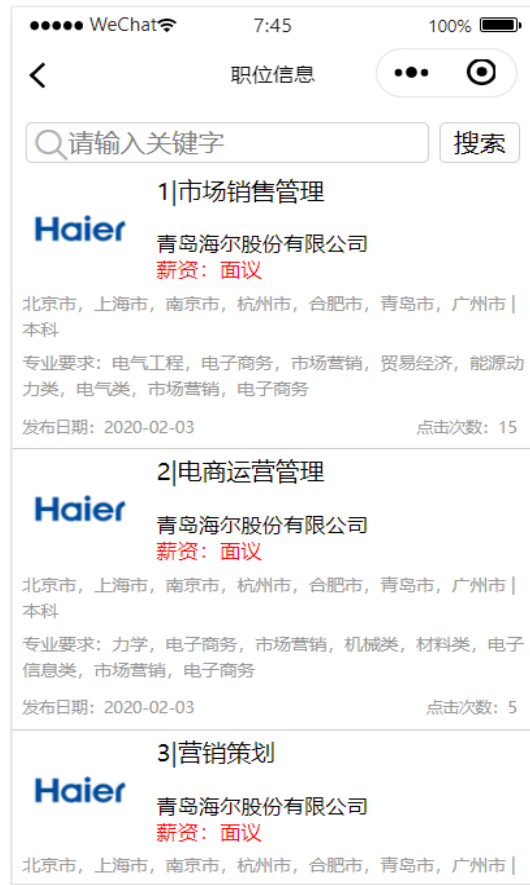 ●●●●● WeChat 7:45 100%
职位信息
请输入关键字 搜索
1|市场销售管理
Haier
青岛海尔股份有限公司
薪资：面议
北京市，上海市，南京市，杭州市，合肥市，青岛市，广州市 |
本科
专业要求：电气工程，电子商务，市场营销，贸易经济，能源动
力类，电气类，市场营销，电子商务
发布日期：2020-02-03 点击次数：15
2|电商运营管理
Haier
青岛海尔股份有限公司
薪资：面议
北京市，上海市，南京市，杭州市，合肥市，青岛市，广州市 |
本科
专业要求：力学，电子商务，市场营销，机械类，材料类，电子
信息类，市场营销，电子商务
发布日期：2020-02-03 点击次数：5
3|营销策划
Haier
青岛海尔股份有限公司
薪资：面议
北京市，上海市，南京市，杭州市，合肥市，青岛市，广州市 |